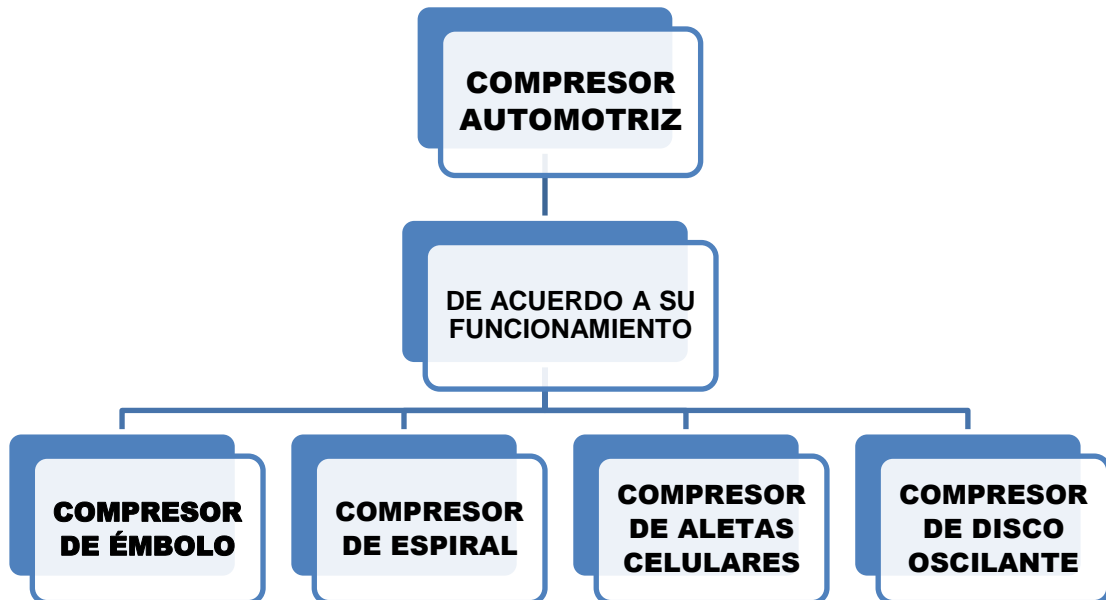 COMPRESOR
AUTOMOTRIZ
DE ACUERDO A SU
FUNCIONAMIENTO
COMPRESOR
DE ÉMBOLO
COMPRESOR
DE ESPIRAL
COMPRESOR
DE ALETAS
CELULARES
COMPRESOR
DE DISCO
OSCILANTE